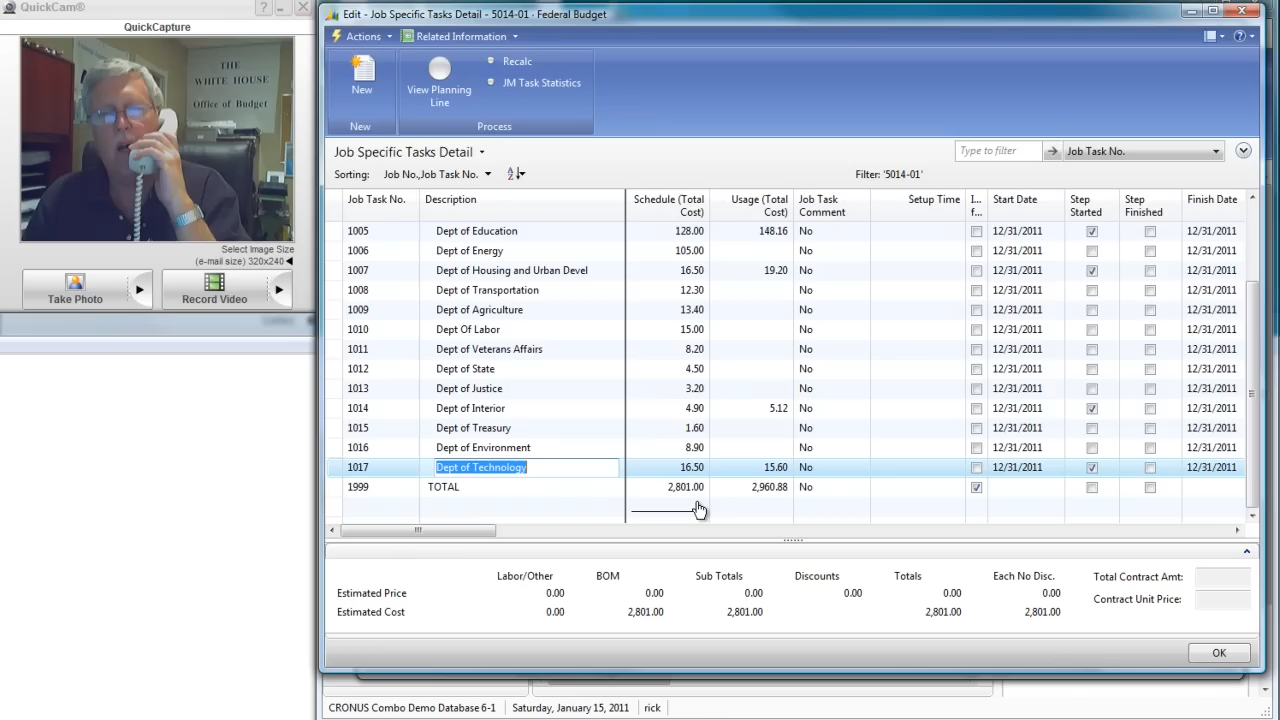 QuickCam®
QuickCapture
THE
WHITE HOUSE
Office of Budget
Select Image Size
(e-mail size) 320x240
Take Photo
Record Video
Edit - Job Specific Tasks Detail - 5014-01 · Federal Budget
Actions
Related Information
New
View Planning Line
Recalc
JM Task Statistics
New
Process
Job Specific Tasks Detail
Type to filter
Job Task No.
Sorting: Job No.,Job Task No.
Filter: '5014-01'
Job Task No. Description Schedule (Total Cost) Usage (Total Cost) Job Task Comment Setup Time I... f... Start Date Step Started Step Finished Finish Date
1005 Dept of Education 128.00 148.16 No 12/31/2011 12/31/2011
1006 Dept of Energy 105.00 No 12/31/2011 12/31/2011
1007 Dept of Housing and Urban Devel 16.50 19.20 No 12/31/2011 12/31/2011
1008 Dept of Transportation 12.30 No 12/31/2011 12/31/2011
1009 Dept of Agriculture 13.40 No 12/31/2011 12/31/2011
1010 Dept Of Labor 15.00 No 12/31/2011 12/31/2011
1011 Dept of Veterans Affairs 8.20 No 12/31/2011 12/31/2011
1012 Dept of State 4.50 No 12/31/2011 12/31/2011
1013 Dept of Justice 3.20 No 12/31/2011 12/31/2011
1014 Dept of Interior 4.90 5.12 No 12/31/2011 12/31/2011
1015 Dept of Treasury 1.60 No 12/31/2011 12/31/2011
1016 Dept of Environment 8.90 No 12/31/2011 12/31/2011
1017 Dept of Technology 16.50 15.60 No 12/31/2011 12/31/2011
1999 TOTAL 2,801.00 2,960.88 No
Labor/Other BOM Sub Totals Discounts Totals Each No Disc. Total Contract Amt:
Estimated Price 0.00 0.00 0.00 0.00 0.00 0.00 Contract Unit Price:
Estimated Cost 0.00 2,801.00 2,801.00 2,801.00 2,801.00
OK
CRONUS Combo Demo Database 6-1 Saturday, January 15, 2011 rick